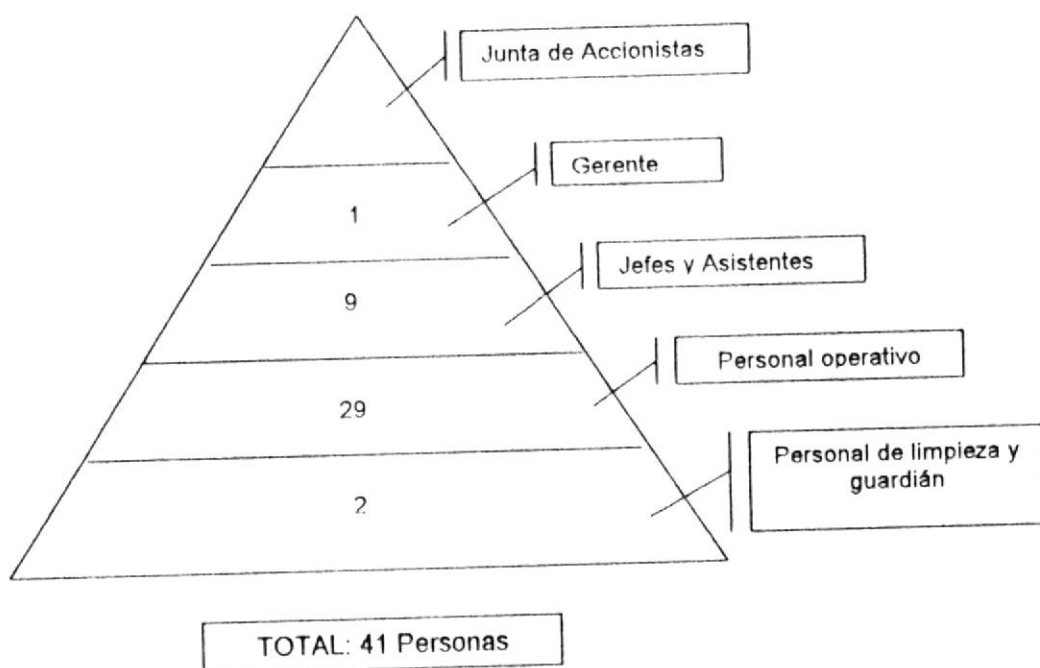 Junta de Accionistas
Gerente
1
Jefes y Asistentes
9
Personal operativo
29
Personal de limpieza y
guardián
2
TOTAL: 41 Personas